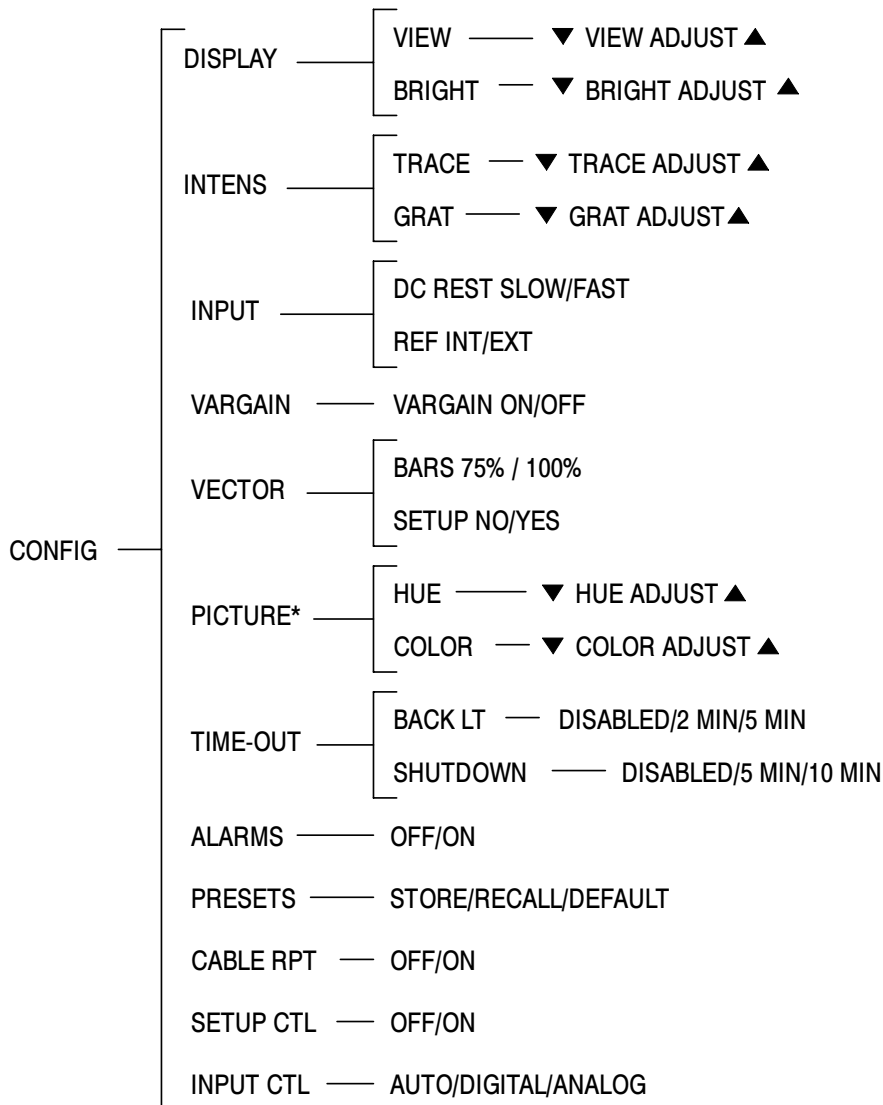 DISPLAY
VIEW ▼ VIEW ADJUST ▲
BRIGHT ▼ BRIGHT ADJUST ▲
INTENS
TRACE ▼ TRACE ADJUST ▲
GRAT ▼ GRAT ADJUST ▲
INPUT
DC REST SLOW/FAST
REF INT/EXT
VARGAIN VARGAIN ON/OFF
VECTOR
BARS 75% / 100%
SETUP NO/YES
CONFIG
PICTURE*
HUE ▼ HUE ADJUST ▲
COLOR ▼ COLOR ADJUST ▲
TIME-OUT
BACK LT DISABLED/2 MIN/5 MIN
SHUTDOWN DISABLED/5 MIN/10 MIN
ALARMS OFF/ON
PRESETS STORE/RECALL/DEFAULT
CABLE RPT OFF/ON
SETUP CTL OFF/ON
INPUT CTL AUTO/DIGITAL/ANALOG